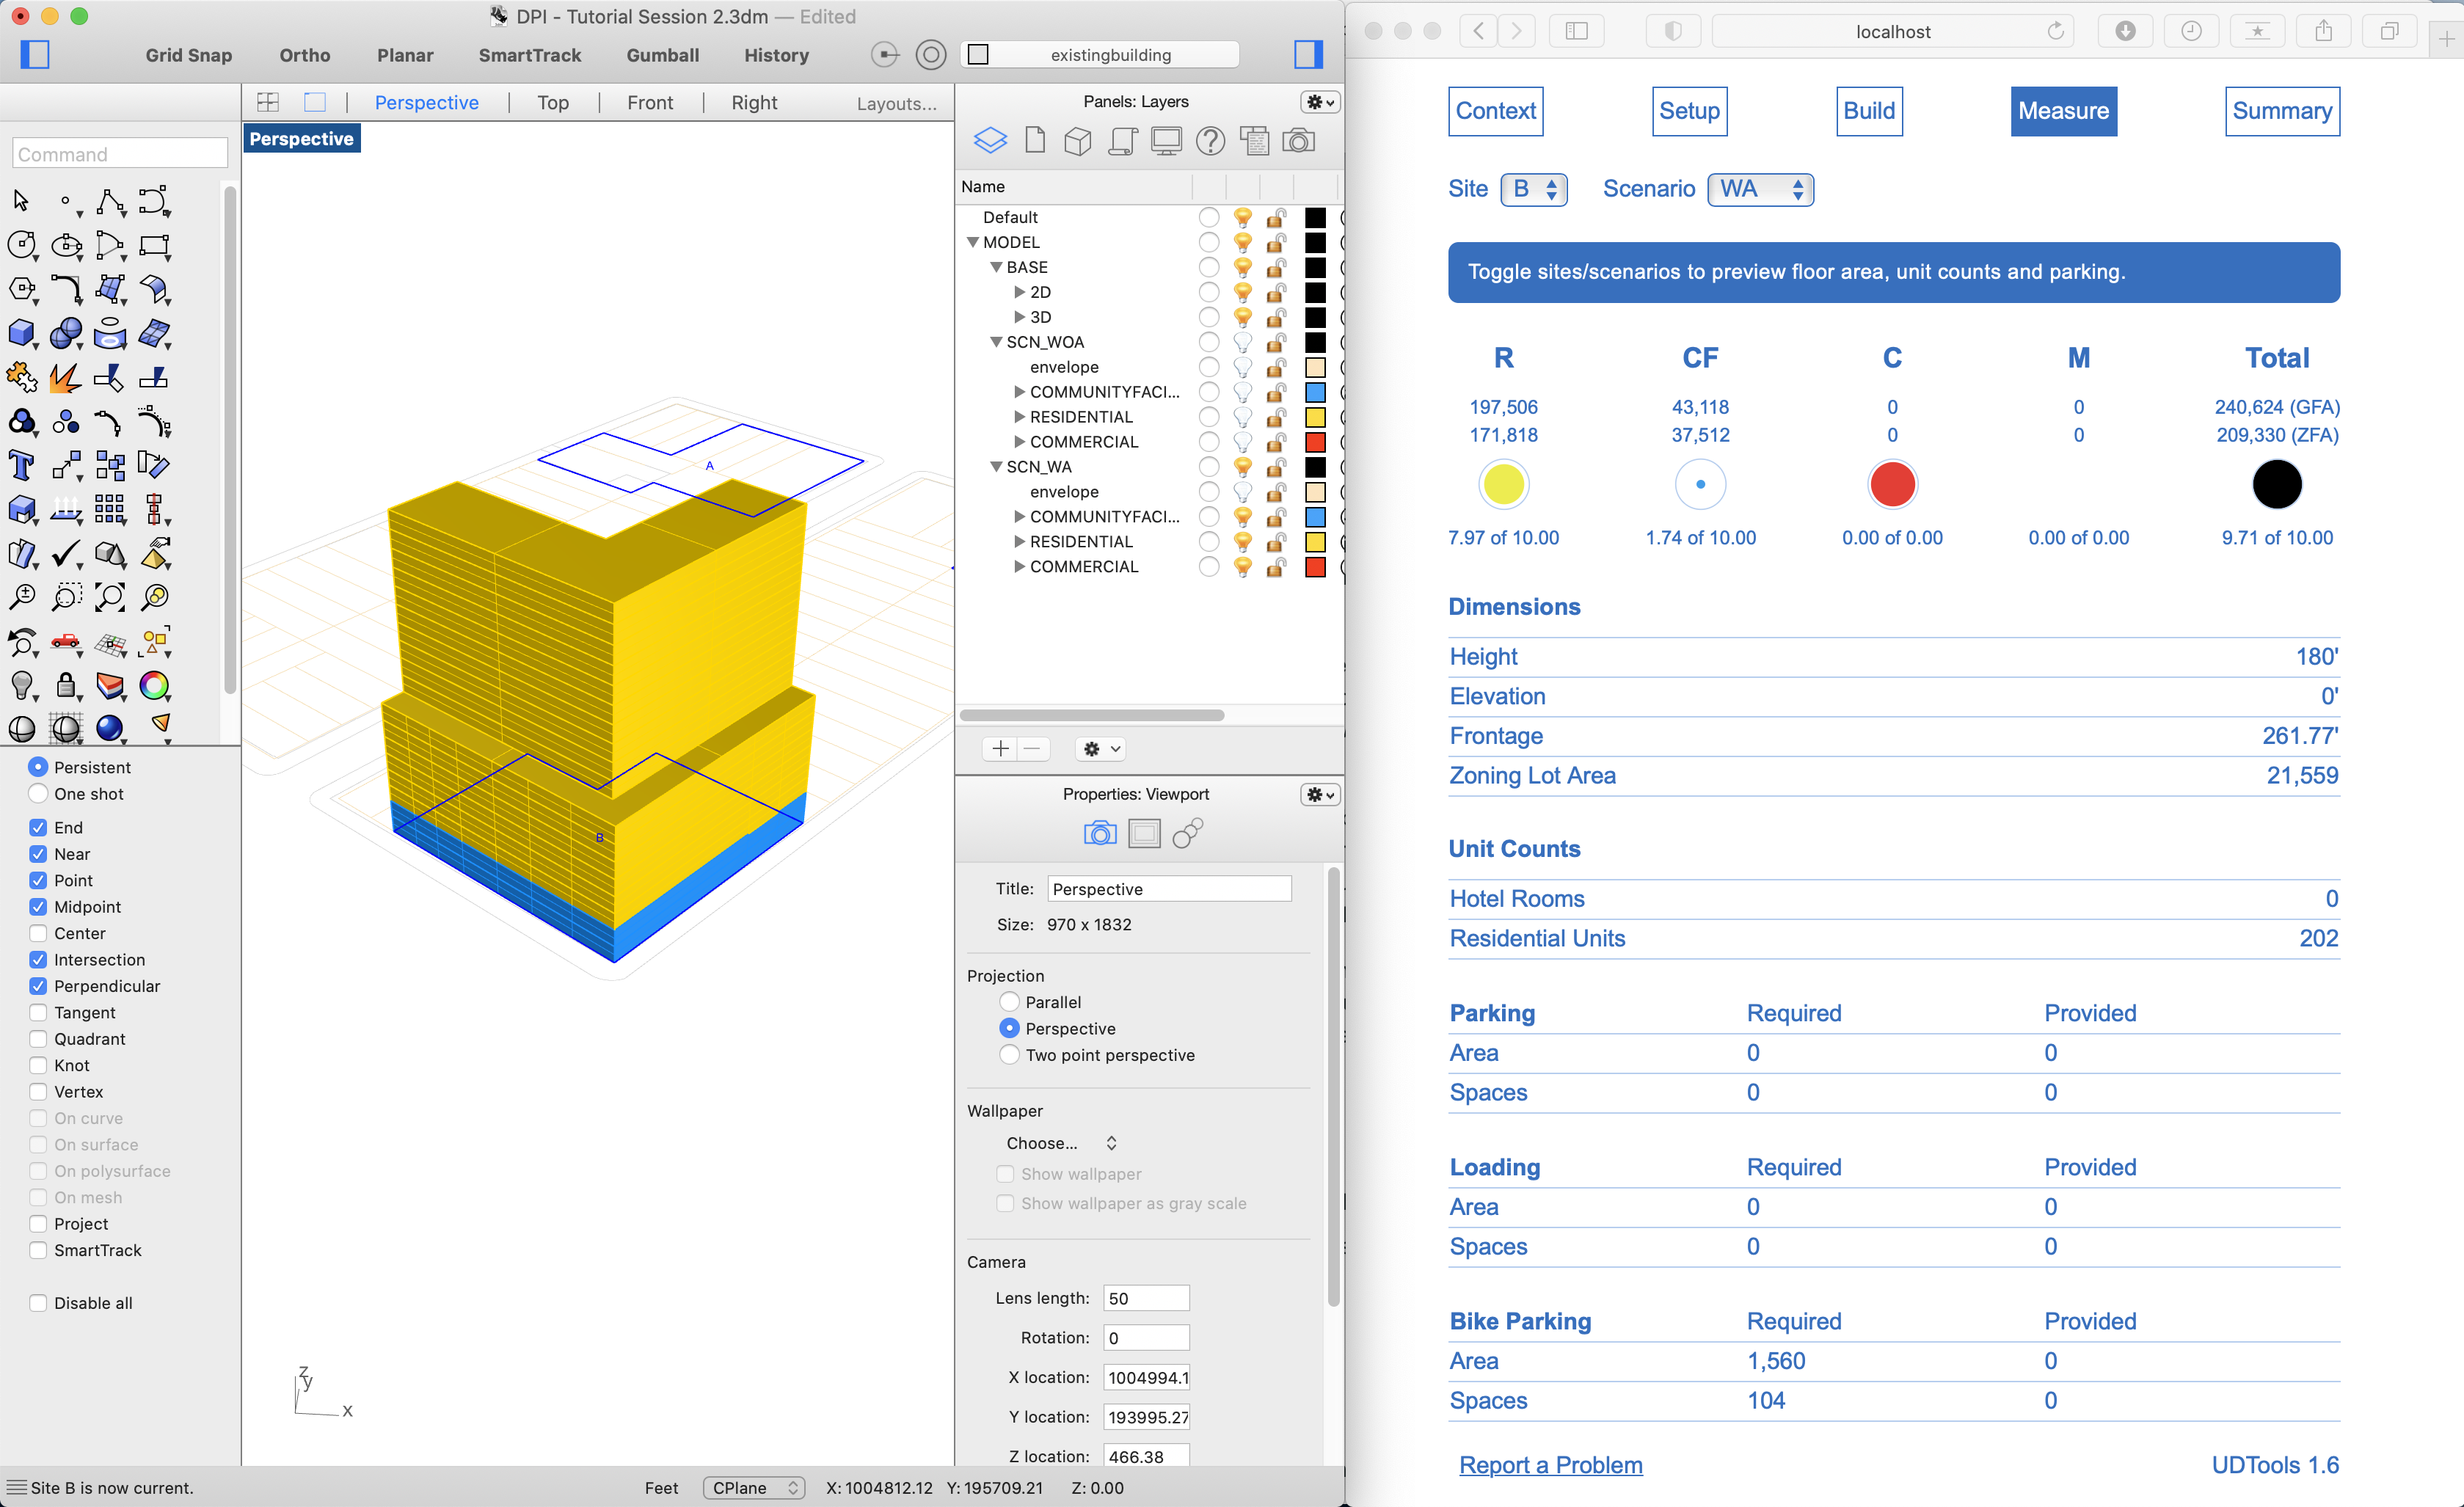 DPI - Tutorial Session 2.3dm — Edited
Grid Snap Ortho Planar SmartTrack Gumball History existingbuilding
Perspective Top Front Right Layouts...
Perspective
Command
Persistent
One shot
End
Near
Point
Midpoint
Center
Intersection
Perpendicular
Tangent
Quadrant
Knot
Vertex
On curve
On surface
On polysurface
On mesh
Project
SmartTrack
Disable all
A
B
z
y
x
Panels: Layers
Name
Default
MODEL
BASE
2D
3D
SCN_WOA
envelope
COMMUNITYFACI...
RESIDENTIAL
COMMERCIAL
SCN_WA
envelope
COMMUNITYFACI...
RESIDENTIAL
COMMERCIAL
Properties: Viewport
Title: Perspective
Size: 970 x 1832
Projection
Parallel
Perspective
Two point perspective
Wallpaper
Choose...
Show wallpaper
Show wallpaper as gray scale
Camera
Lens length: 50
Rotation: 0
X location: 1004994.1
Y location: 193995.27
Z location: 466.38
Site B is now current.
Feet CPlane X: 1004812.12 Y: 195709.21 Z: 0.00
localhost
Context Setup Build Measure Summary
Site B Scenario WA
Toggle sites/scenarios to preview floor area, unit counts and parking.
R CF C M Total
197,506 43,118 0 0 240,624 (GFA)
171,818 37,512 0 0 209,330 (ZFA)
7.97 of 10.00 1.74 of 10.00 0.00 of 0.00 0.00 of 0.00 9.71 of 10.00
Dimensions
Height 180'
Elevation 0'
Frontage 261.77'
Zoning Lot Area 21,559
Unit Counts
Hotel Rooms 0
Residential Units 202
Parking Required Provided
Area 0 0
Spaces 0 0
Loading Required Provided
Area 0 0
Spaces 0 0
Bike Parking Required Provided
Area 1,560 0
Spaces 104 0
Report a Problem UDTools 1.6